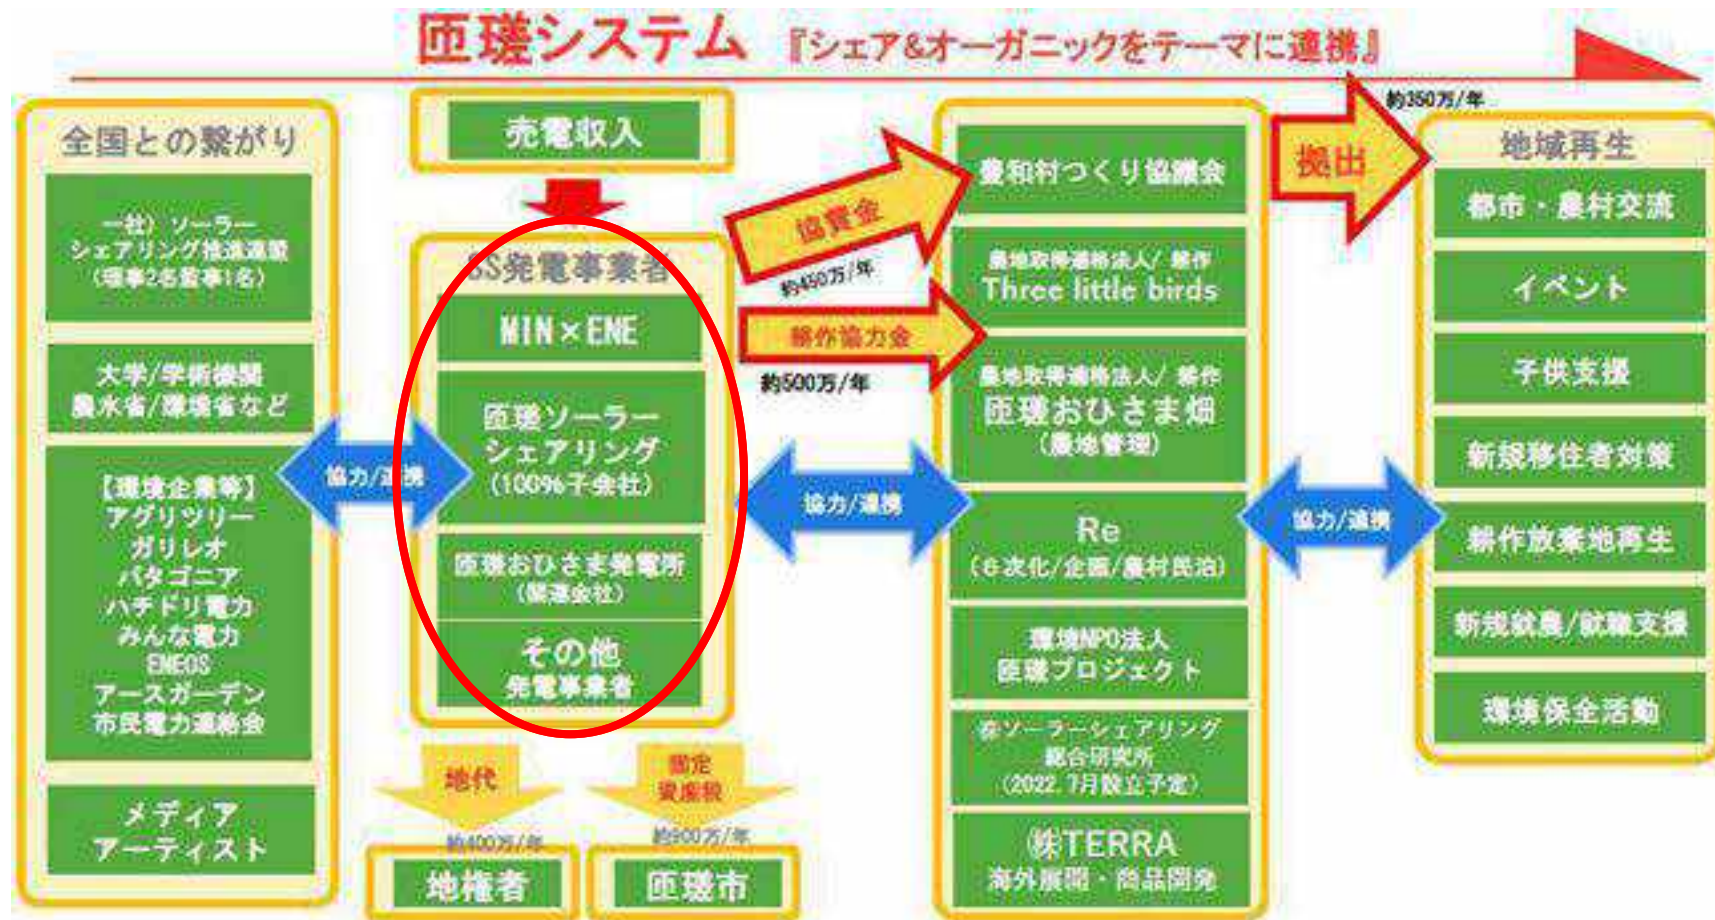 匝瑳システム 『シェア&オーガニックをテーマに連携』
全国との繋がり
一社）ソーラー
シェアリング推進連盟
(理事2名監事1名)
大学/学術機関
農水省/環境省など
【環境企業等】
アグリツリー
ガリレオ
パタゴニア
ハチドリ電力
みんな電力
ENEOS
アースガーデン
市民電力連絡会
メディア
アーティスト
協力/連携
売電収入
SS発電事業者
MIN×ENE
匝瑳ソーラー
シェアリング
(100%子会社)
匝瑳おひさま発電所
(関連会社)
その他
発電事業者
地代
約400万/年
地権者
固定
資産税
約900万/年
匝瑳市
協賛金
約450万/年
耕作協力金
約500万/年
協力/連携
豊和村つくり協議会
農地取得適格法人/ 耕作
Three little birds
農地取得適格法人/ 耕作
匝瑳おひさま畑
(農地管理)
Re
(6次化/企画/農村民泊)
環境NPO法人
匝瑳プロジェクト
㈱ソーラーシェアリング
総合研究所
(2022.7月設立予定)
㈱TERRA
海外展開・商品開発
拠出
約350万/年
協力/連携
地域再生
都市・農村交流
イベント
子供支援
新規移住者対策
耕作放棄地再生
新規就農/就職支援
環境保全活動